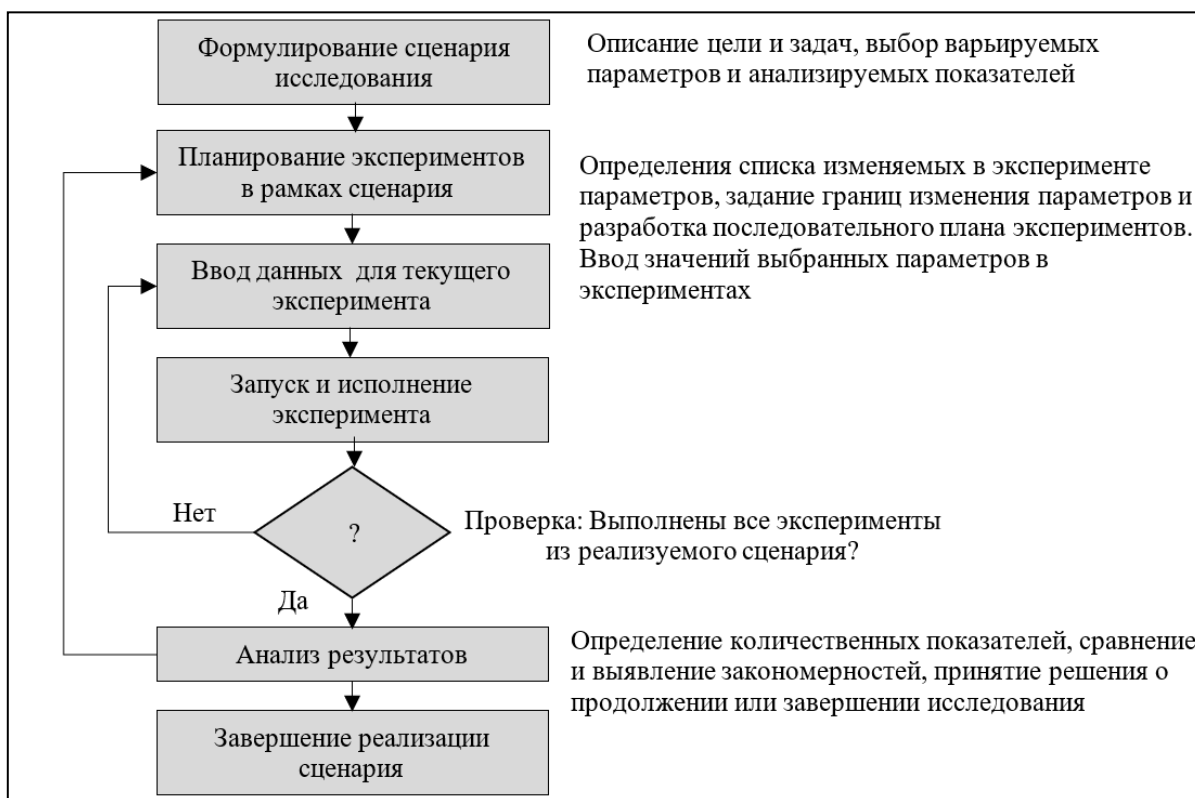 Формулирование сценария
исследования
Описание цели и задач, выбор варьируемых
параметров и анализируемых показателей
Планирование экспериментов
в рамках сценария
Определения списка изменяемых в эксперименте
параметров, задание границ изменения параметров и
разработка последовательного плана экспериментов.
Ввод значений выбранных параметров в
экспериментах
Ввод данных для текущего
эксперимента
Запуск и исполнение
эксперимента
Нет
?
Проверка: Выполнены все эксперименты
из реализуемого сценария?
Да
Анализ результатов
Определение количественных показателей, сравнение
и выявление закономерностей, принятие решения о
продолжении или завершении исследования
Завершение реализации
сценария